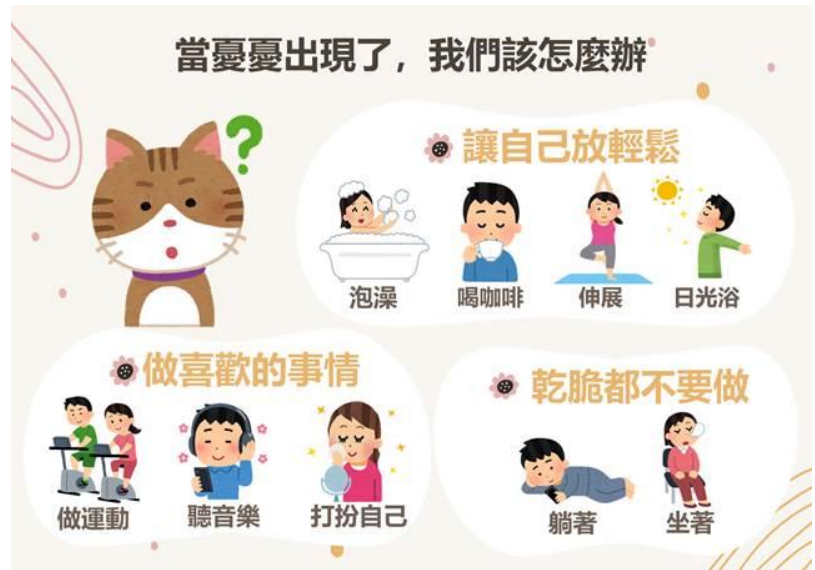 當憂憂出現了，我們該怎麼辦
?
讓自己放輕鬆
泡澡
喝咖啡
伸展
日光浴
做喜歡的事情
做運動
聽音樂
打扮自己
乾脆都不要做
躺著
坐著